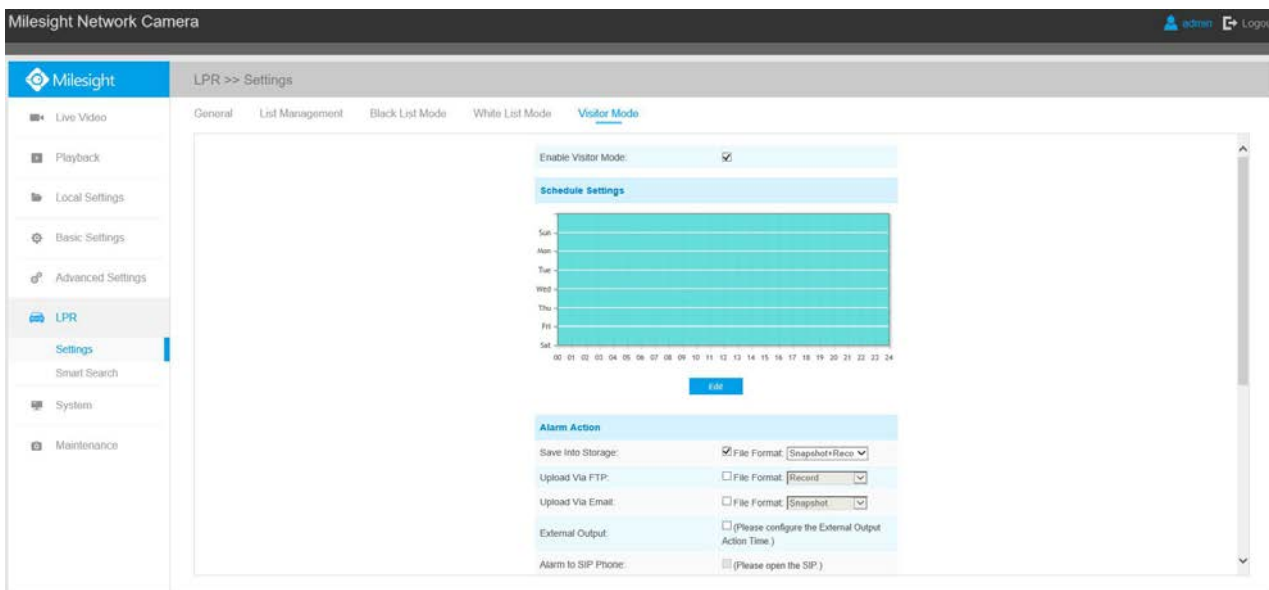 Milesight Network Camera
admin Logou
Milesight
LPR >> Settings
Live Video
Playback
Local Settings
Basic Settings
Advanced Settings
LPR
Settings
Smart Search
System
Maintenance
General List Management Black List Mode White List Mode Visitor Mode
Enable Visitor Mode:
Schedule Settings
Sun
Mon
Tue
Wed
Thu
Fri
Sat
00 01 02 03 04 05 06 07 08 09 10 11 12 13 14 15 16 17 18 19 20 21 22 23 24
Edit
Alarm Action
Save Into Storage: File Format: Snapshot+Reco
Upload Via FTP: File Format: Record
Upload Via Email: File Format: Snapshot
External Output: (Please configure the External Output
Action Time.)
Alarm to SIP Phone: (Please open the SIP.)